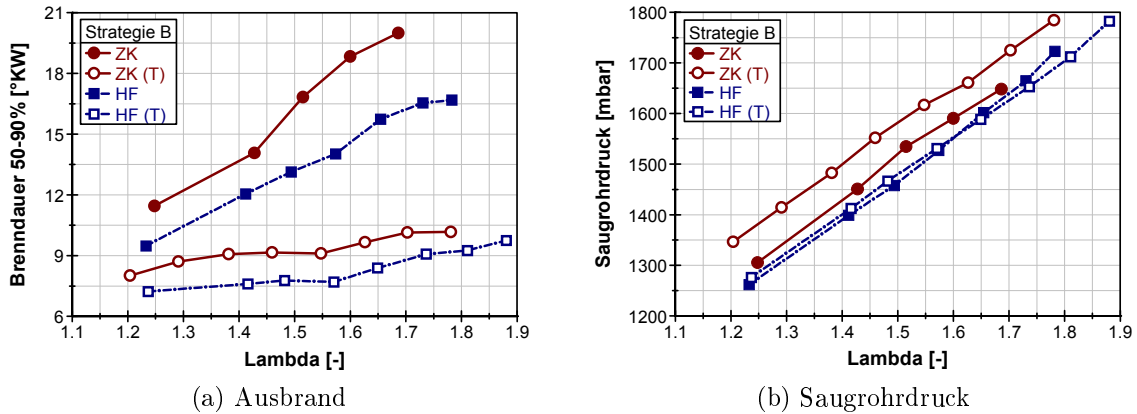 Brenndauer 50-90% [°KW]
21
18
15
12
9
6
Strategie B
ZK
ZK (T)
HF
HF (T)
1.1 1.2 1.3 1.4 1.5 1.6 1.7 1.8 1.9
Lambda [-]
(a) Ausbrand
Saugrohrdruck [mbar]
1800
1700
1600
1500
1400
1300
1200
Strategie B
ZK
ZK (T)
HF
HF (T)
1.1 1.2 1.3 1.4 1.5 1.6 1.7 1.8 1.9
Lambda [-]
(b) Saugrohrdruck